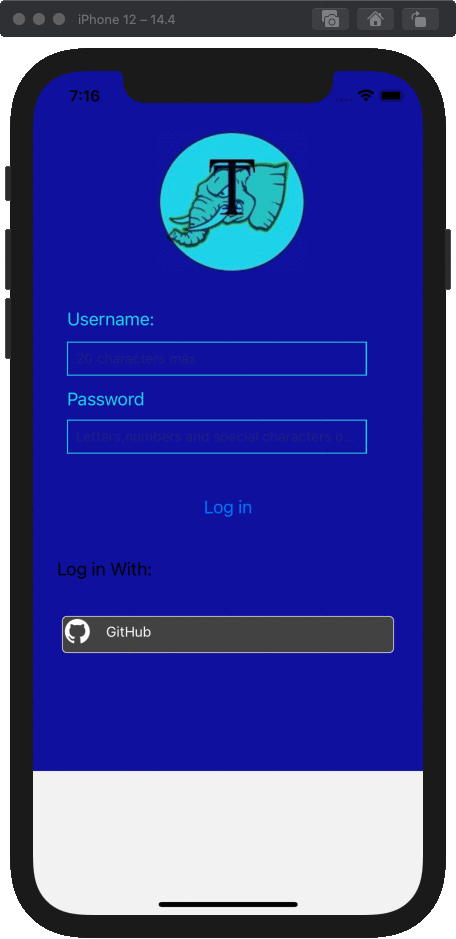 iPhone 12 – 14.4
7:16
T
Username:
20 characters max
Password
Letters,numbers and special characters o...
Log in
Log in With:
GitHub